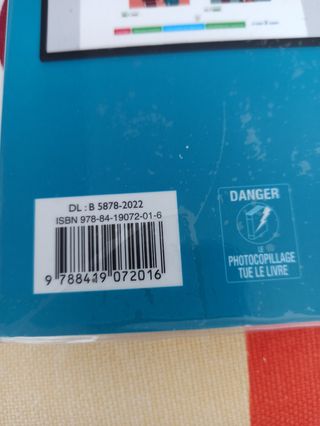 DL : B 5878-2022
ISBN 978-84-19072-01-6
9 788419 072016
DANGER
LE
PHOTOCOPILLAGE
TUE LE LIVRE